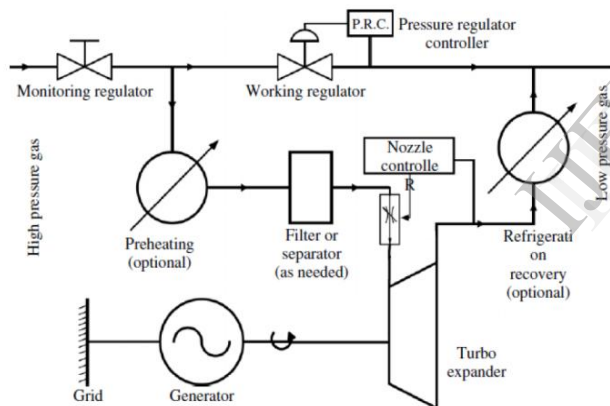 P.R.C.
Pressure regulator
controller
Monitoring regulator
Working regulator
High pressure gas
Low pressure gas
Nozzle
controlle
R
Preheating
(optional)
Filter or
separator
(as needed)
Refrigerati
on
recovery
(optional)
Turbo
expander
Grid
Generator